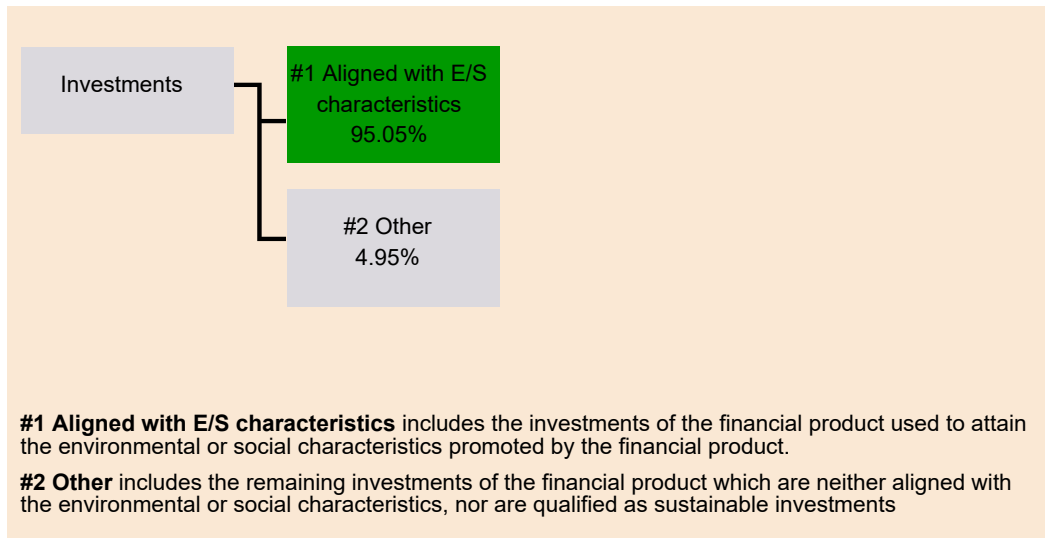 Investments
#1 Aligned with E/S
characteristics
95.05%
#2 Other
4.95%
#1 Aligned with E/S characteristics includes the investments of the financial product used to attain
the environmental or social characteristics promoted by the financial product.
#2 Other includes the remaining investments of the financial product which are neither aligned with
the environmental or social characteristics, nor are qualified as sustainable investments